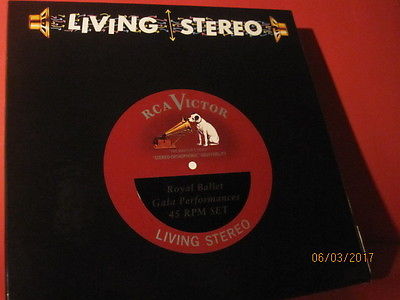 LIVING STEREO
RCA VICTOR
"STEREO-ORTHOPHONIC" HIGH FIDELITY
Royal Ballet
Gala Performances
45 RPM SET
LIVING STEREO
06/03/2017